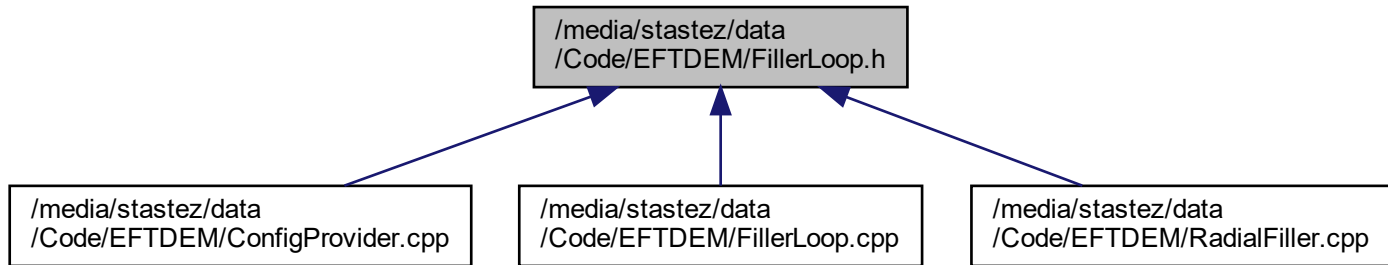 /media/stastez/data
/Code/EFTDEM/FillerLoop.h
/media/stastez/data
/Code/EFTDEM/ConfigProvider.cpp
/media/stastez/data
/Code/EFTDEM/FillerLoop.cpp
/media/stastez/data
/Code/EFTDEM/RadialFiller.cpp